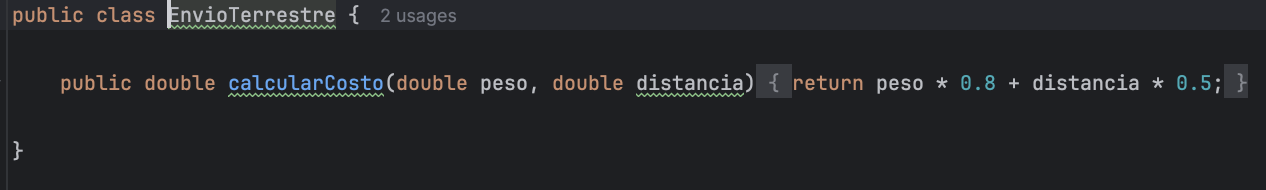 public class EnvioTerrestre { 2 usages
public double calcularCosto(double peso, double distancia) { return peso * 0.8 + distancia * 0.5; }
}